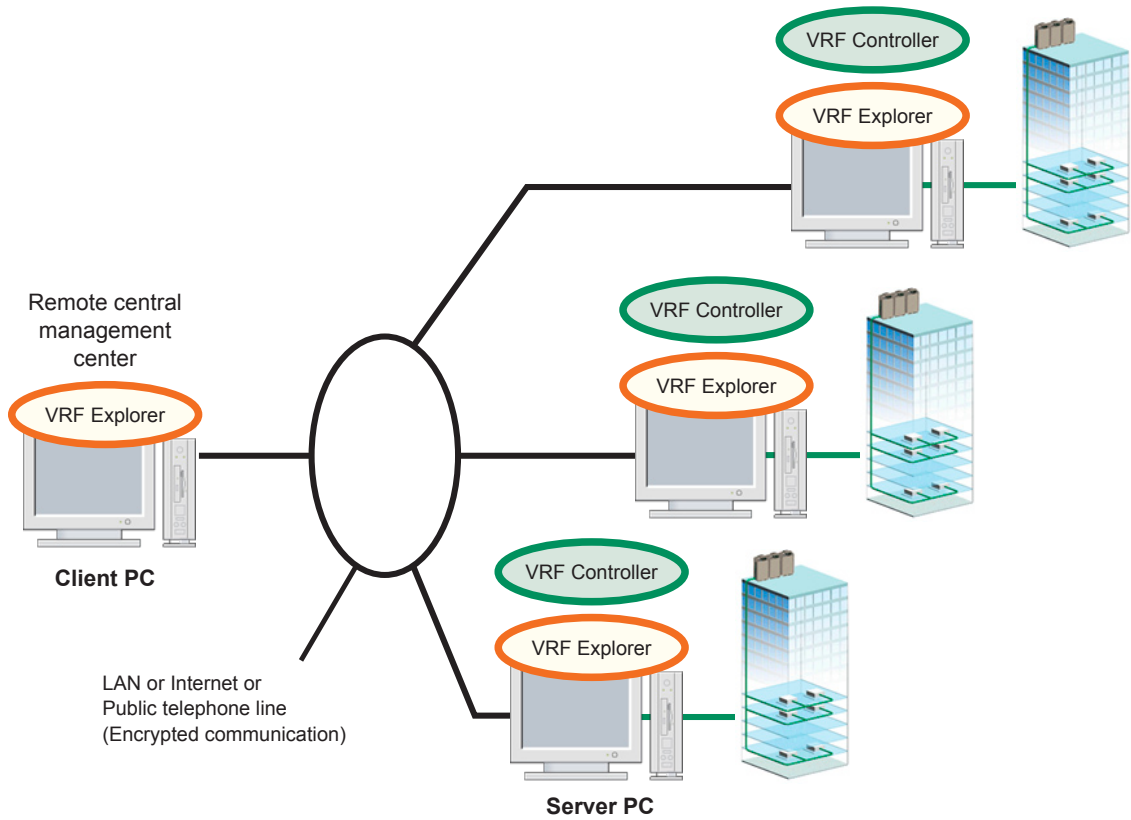 VRF Controller
VRF Explorer
Remote central
management
center
VRF Explorer
VRF Controller
VRF Explorer
Client PC
VRF Controller
VRF Explorer
LAN or Internet or
Public telephone line
(Encrypted communication)
Server PC